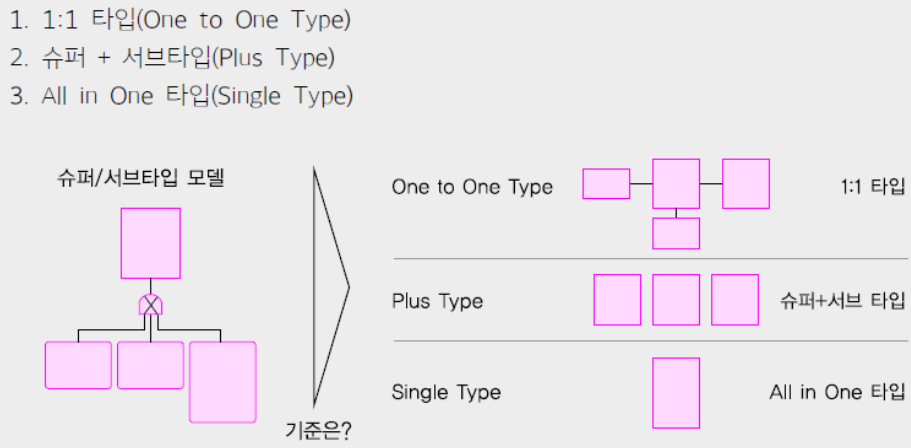 1. 1:1 타입(One to One Type)
2. 슈퍼 + 서브타입(Plus Type)
3. All in One 타입(Single Type)
슈퍼/서브타입 모델
기준은?
One to One Type
1:1 타입
Plus Type
슈퍼+서브 타입
Single Type
All in One 타입